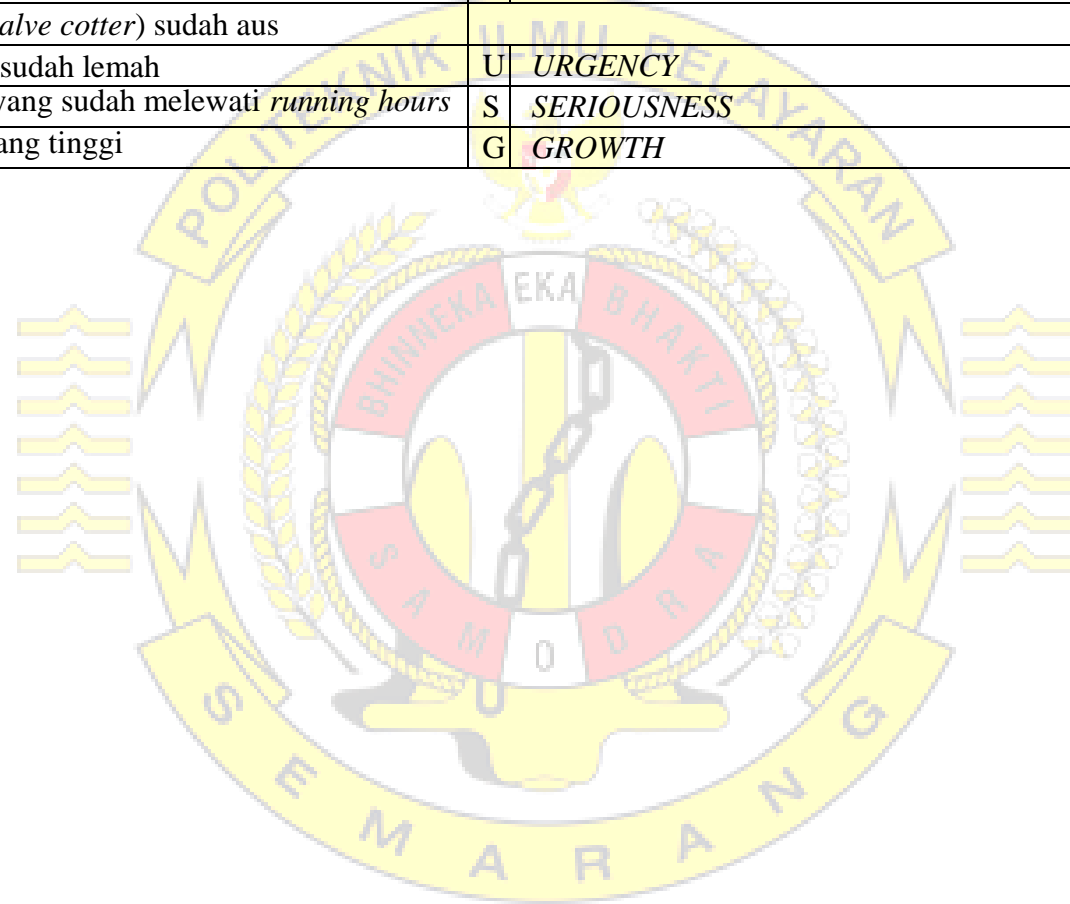 alve cotter) sudah aus
sudah lemah U URGENCY
yang sudah melewati running hours S SERIOUSNESS
ang tinggi G GROWTH
POLITEKNIK ILMU PELAYARAN
BHINNEKA EKA BHAKTI
SAMODRA
SEMARANG